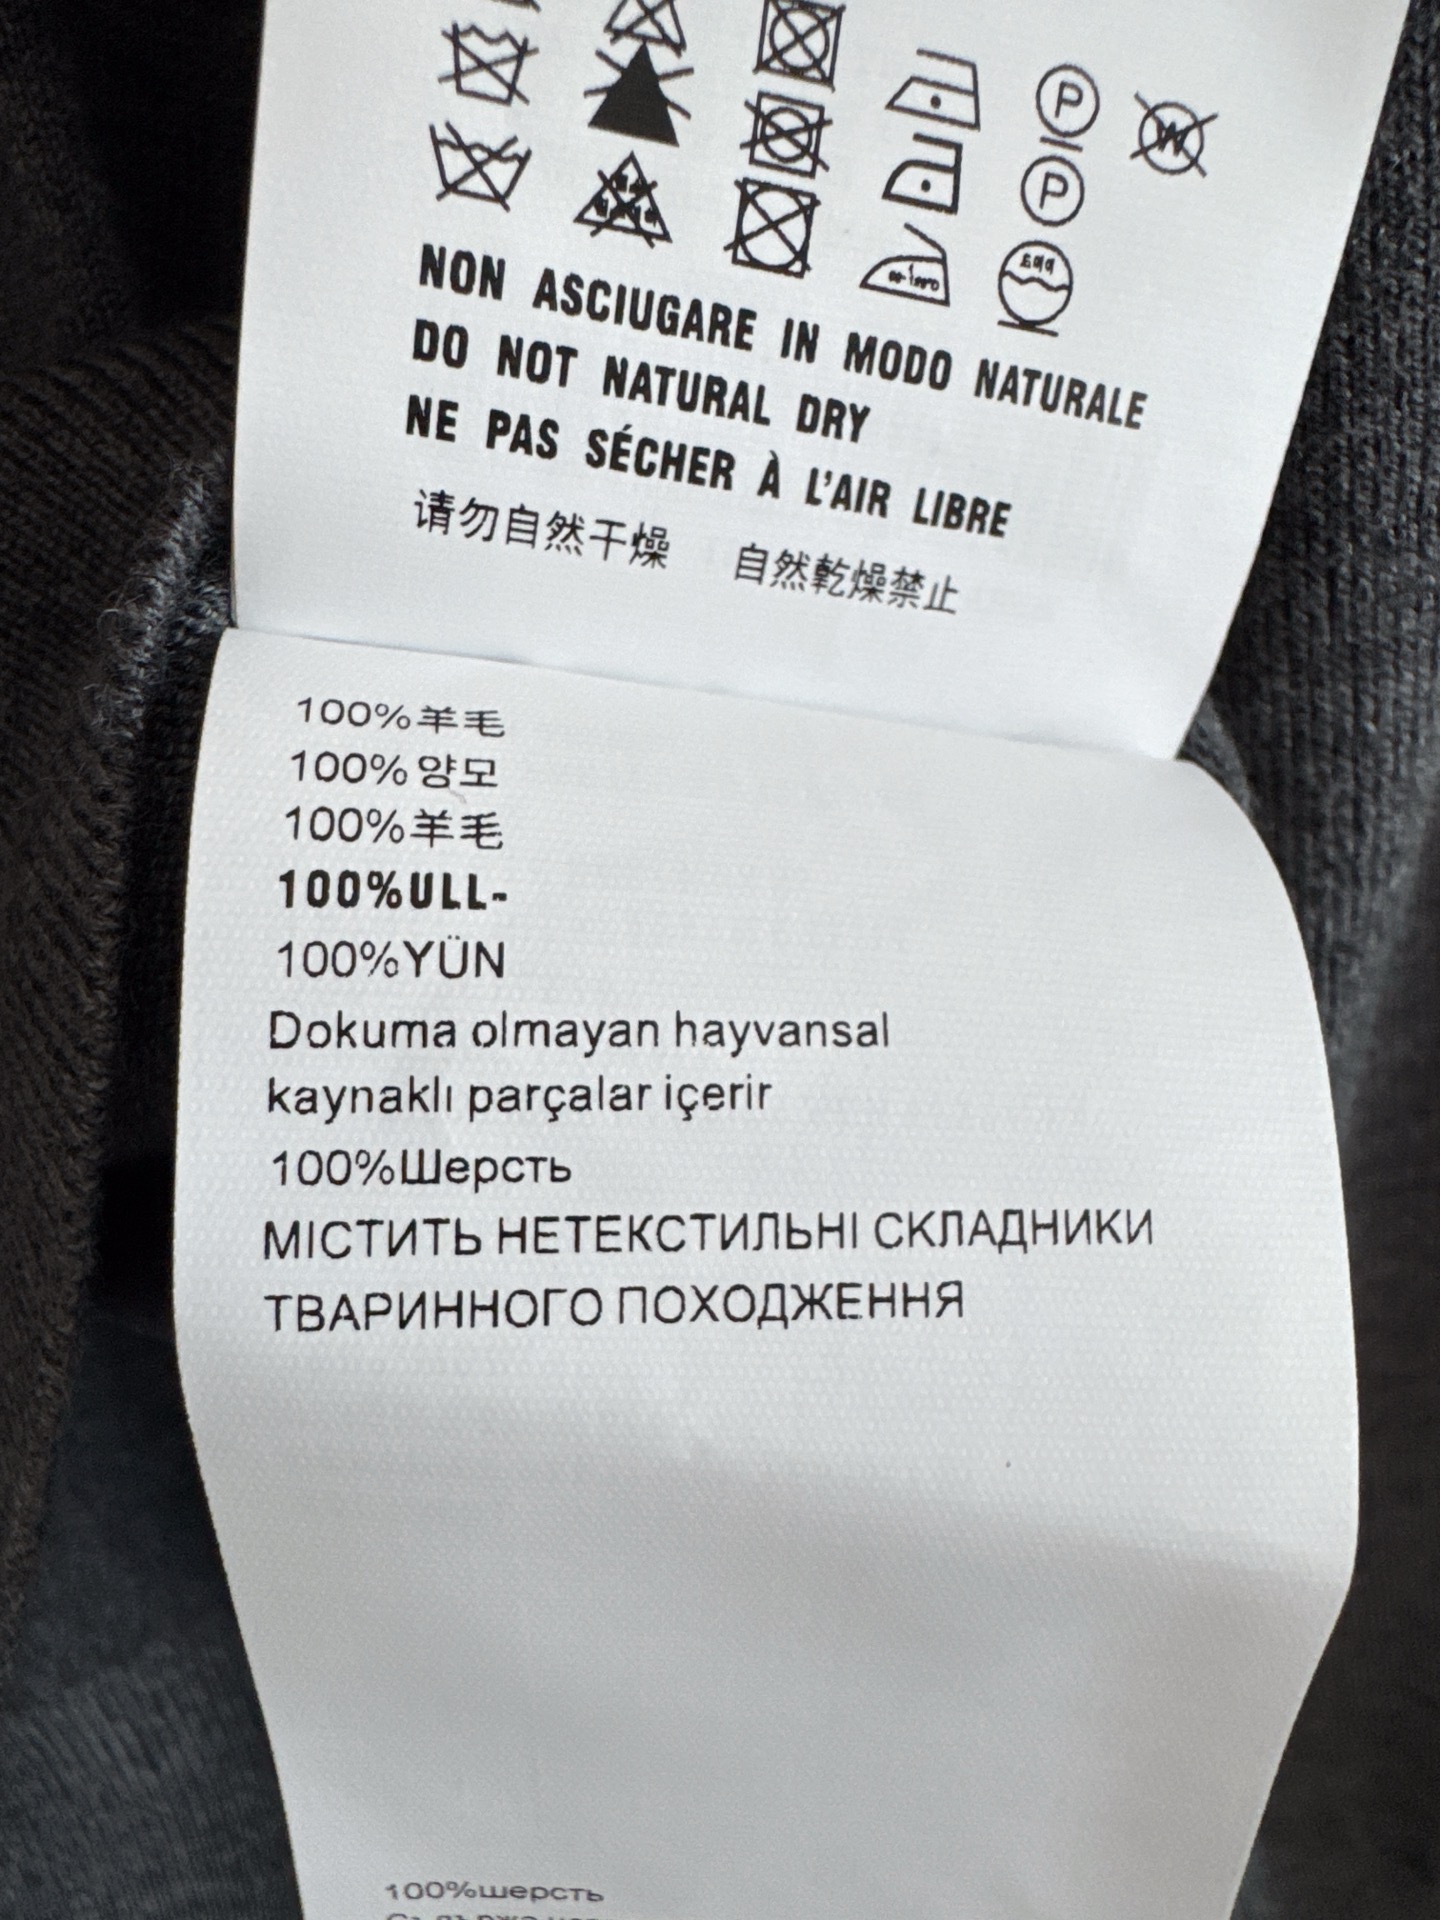 P
W
P
NON ASCIUGARE IN MODO NATURALE
DO NOT NATURAL DRY
NE PAS SÉCHER À L'AIR LIBRE
请勿自然干燥 自然乾燥禁止
100%羊毛
100%양모
100%羊毛
100%ULL-
100%YÜN
Dokuma olmayan hayvansal
kaynaklı parçalar içerir
100%Шерсть
МІСТИТЬ НЕТЕКСТИЛЬНІ СКЛАДНИКИ
ТВАРИННОГО ПОХОДЖЕННЯ
100%шерсть